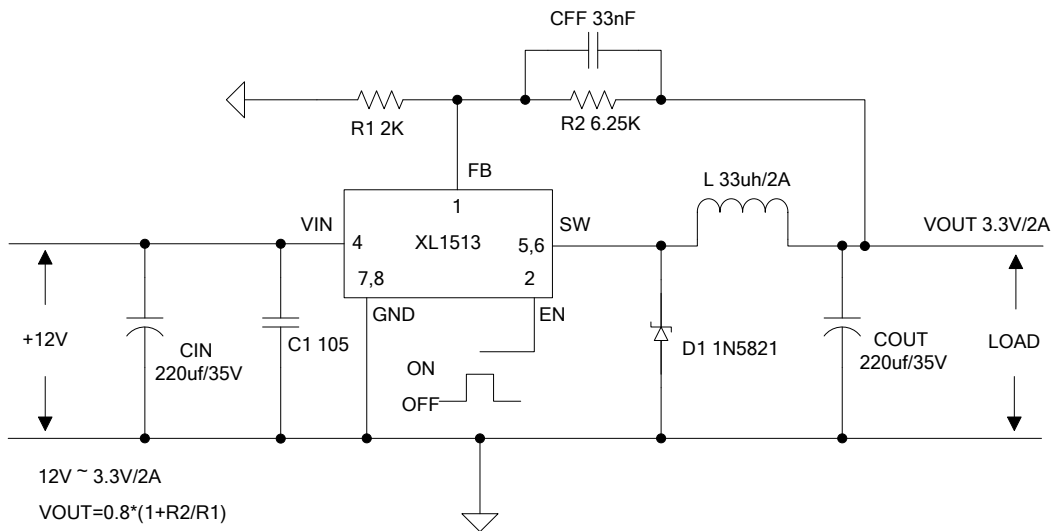 CFF 33nF
R1 2K
R2 6.25K
FB
L 33uh/2A
VIN
1
SW
VOUT 3.3V/2A
4
XL1513
5,6
7,8
2
GND
EN
+12V
CIN
220uf/35V
C1 105
ON
OFF
D1 1N5821
COUT
220uf/35V
LOAD
12V ~ 3.3V/2A
VOUT=0.8*(1+R2/R1)